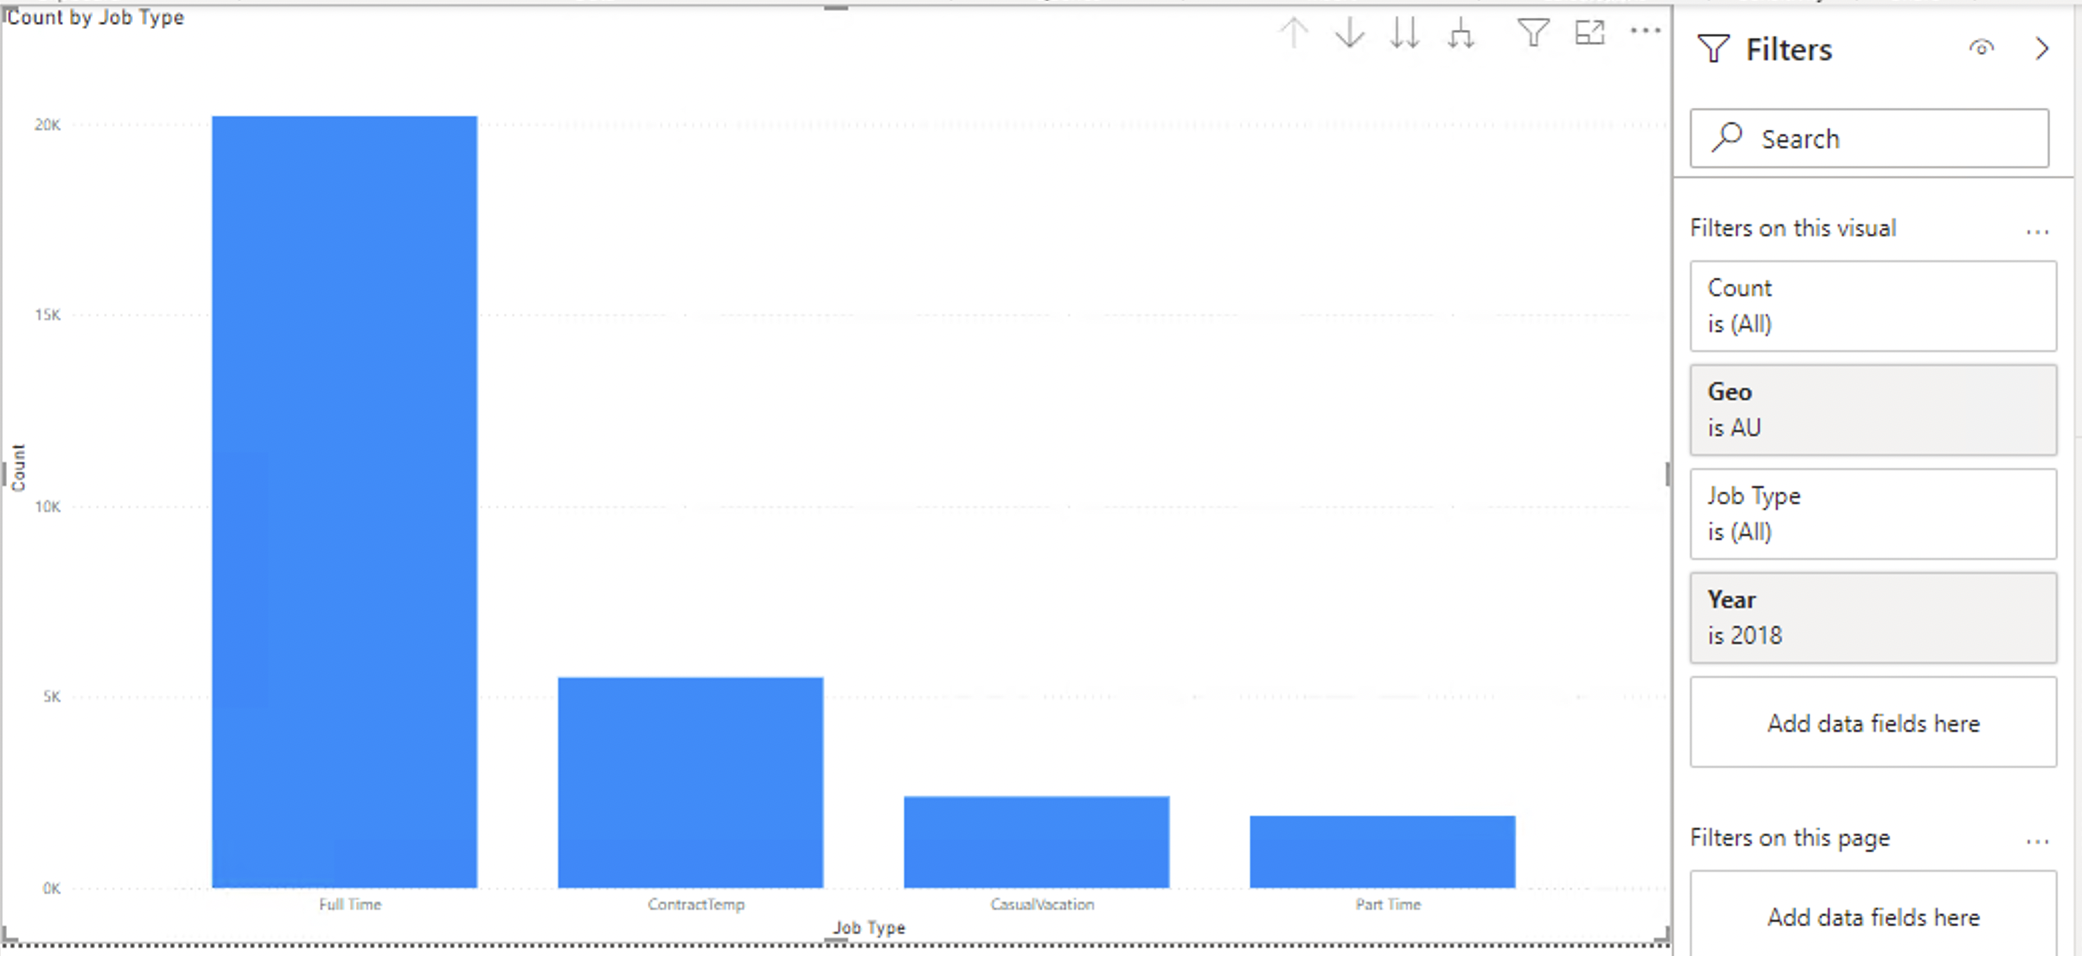 Count by Job Type
20K
15K
10K
5K
0K
Count
Full Time
ContractTemp
CasualVacation
Part Time
Job Type
Filters
Search
Filters on this visual
Count
is (All)
Geo
is AU
Job Type
is (All)
Year
is 2018
Add data fields here
Filters on this page
Add data fields here